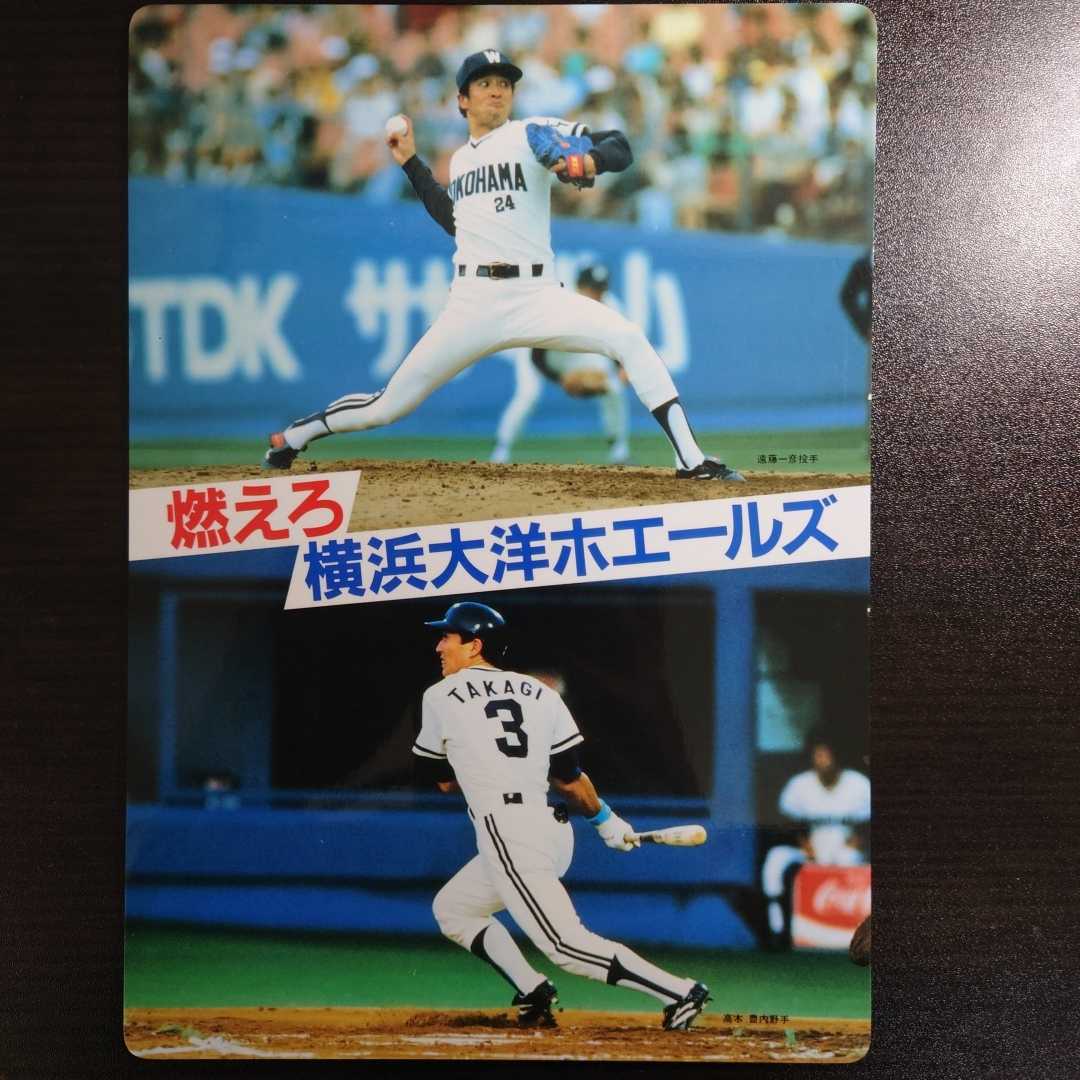 W
YOKOHAMA
24
TDK
遠藤一彦投手
燃えろ
横浜大洋ホエールズ
TAKAGI
3
高木 豊内野手